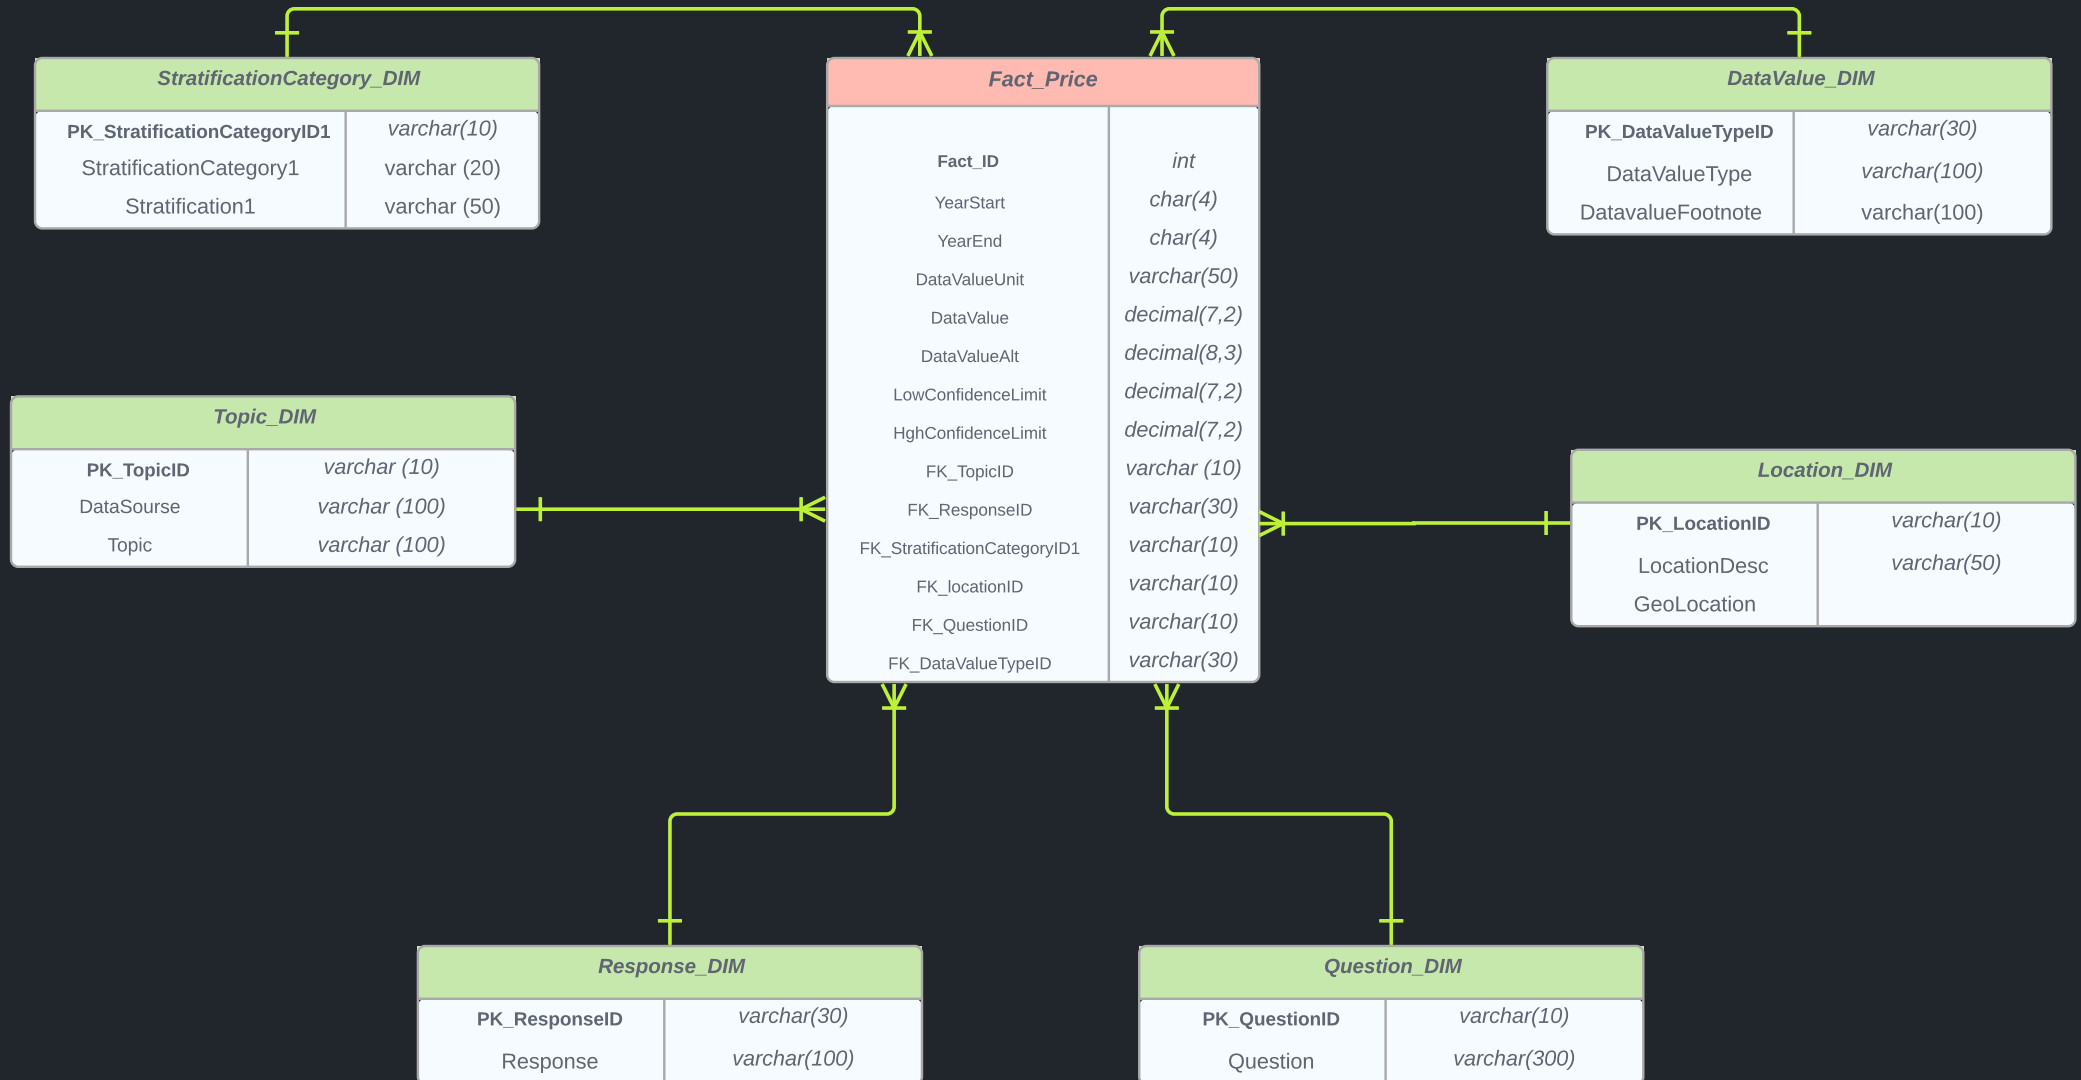 StratificationCategory_DIM
PK_StratificationCategoryID1 varchar(10)
StratificationCategory1 varchar (20)
Stratification1 varchar (50)
Fact_Price
Fact_ID int
YearStart char(4)
YearEnd char(4)
DataValueUnit varchar(50)
DataValue decimal(7,2)
DataValueAlt decimal(8,3)
LowConfidenceLimit decimal(7,2)
HghConfidenceLimit decimal(7,2)
FK_TopicID varchar (10)
FK_ResponseID varchar(30)
FK_StratificationCategoryID1 varchar(10)
FK_locationID varchar(10)
FK_QuestionID varchar(10)
FK_DataValueTypeID varchar(30)
DataValue_DIM
PK_DataValueTypeID varchar(30)
DataValueType varchar(100)
DatavalueFootnote varchar(100)
Topic_DIM
PK_TopicID varchar (10)
DataSourse varchar (100)
Topic varchar (100)
Location_DIM
PK_LocationID varchar(10)
LocationDesc varchar(50)
GeoLocation
Response_DIM
PK_ResponseID varchar(30)
Response varchar(100)
Question_DIM
PK_QuestionID varchar(10)
Question varchar(300)